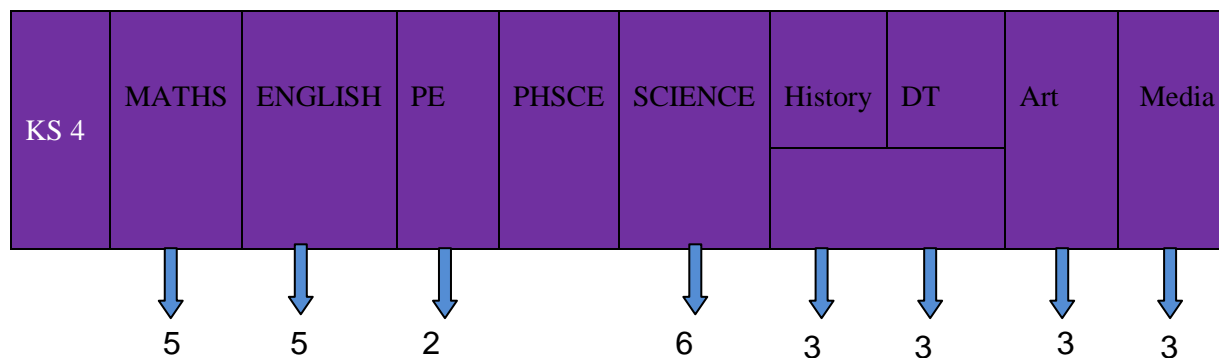 KS 4 MATHS ENGLISH PE PHSCE SCIENCE History DT Art Media
5 5 2 6 3 3 3 3